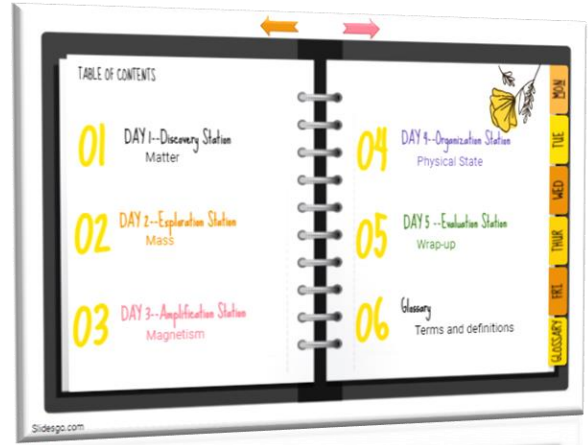 TABLE OF CONTENTS
01
DAY 1--Discovery Station
Matter
02
DAY 2--Exploration Station
Mass
03
DAY 3--Amplification Station
Magnetism
04
DAY 4--Organization Station
Physical State
05
DAY 5 --Evaluation Station
Wrap-up
06
Glossary
Terms and definitions
MON
TUE
WED
THUR
FRI
GLOSSARY
Slidesgo.com